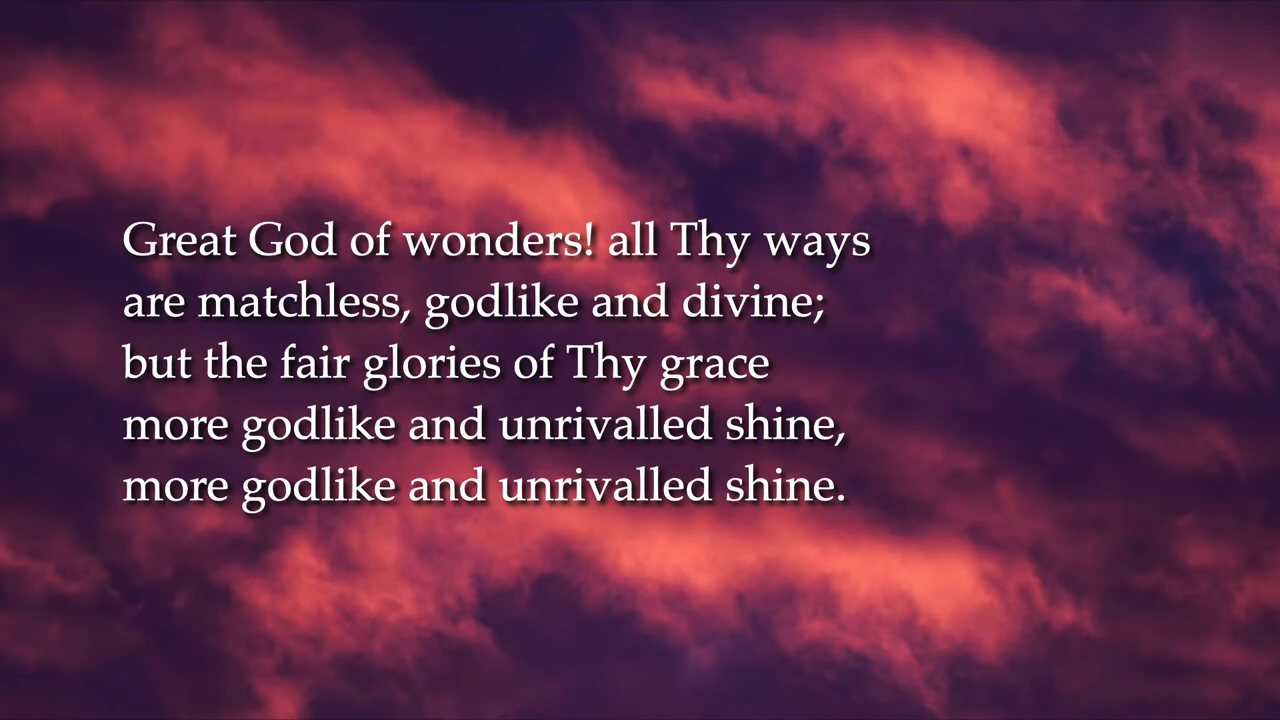 Great God of wonders! all Thy ways
are matchless, godlike and divine;
but the fair glories of Thy grace
more godlike and unrivalled shine,
more godlike and unrivalled shine.